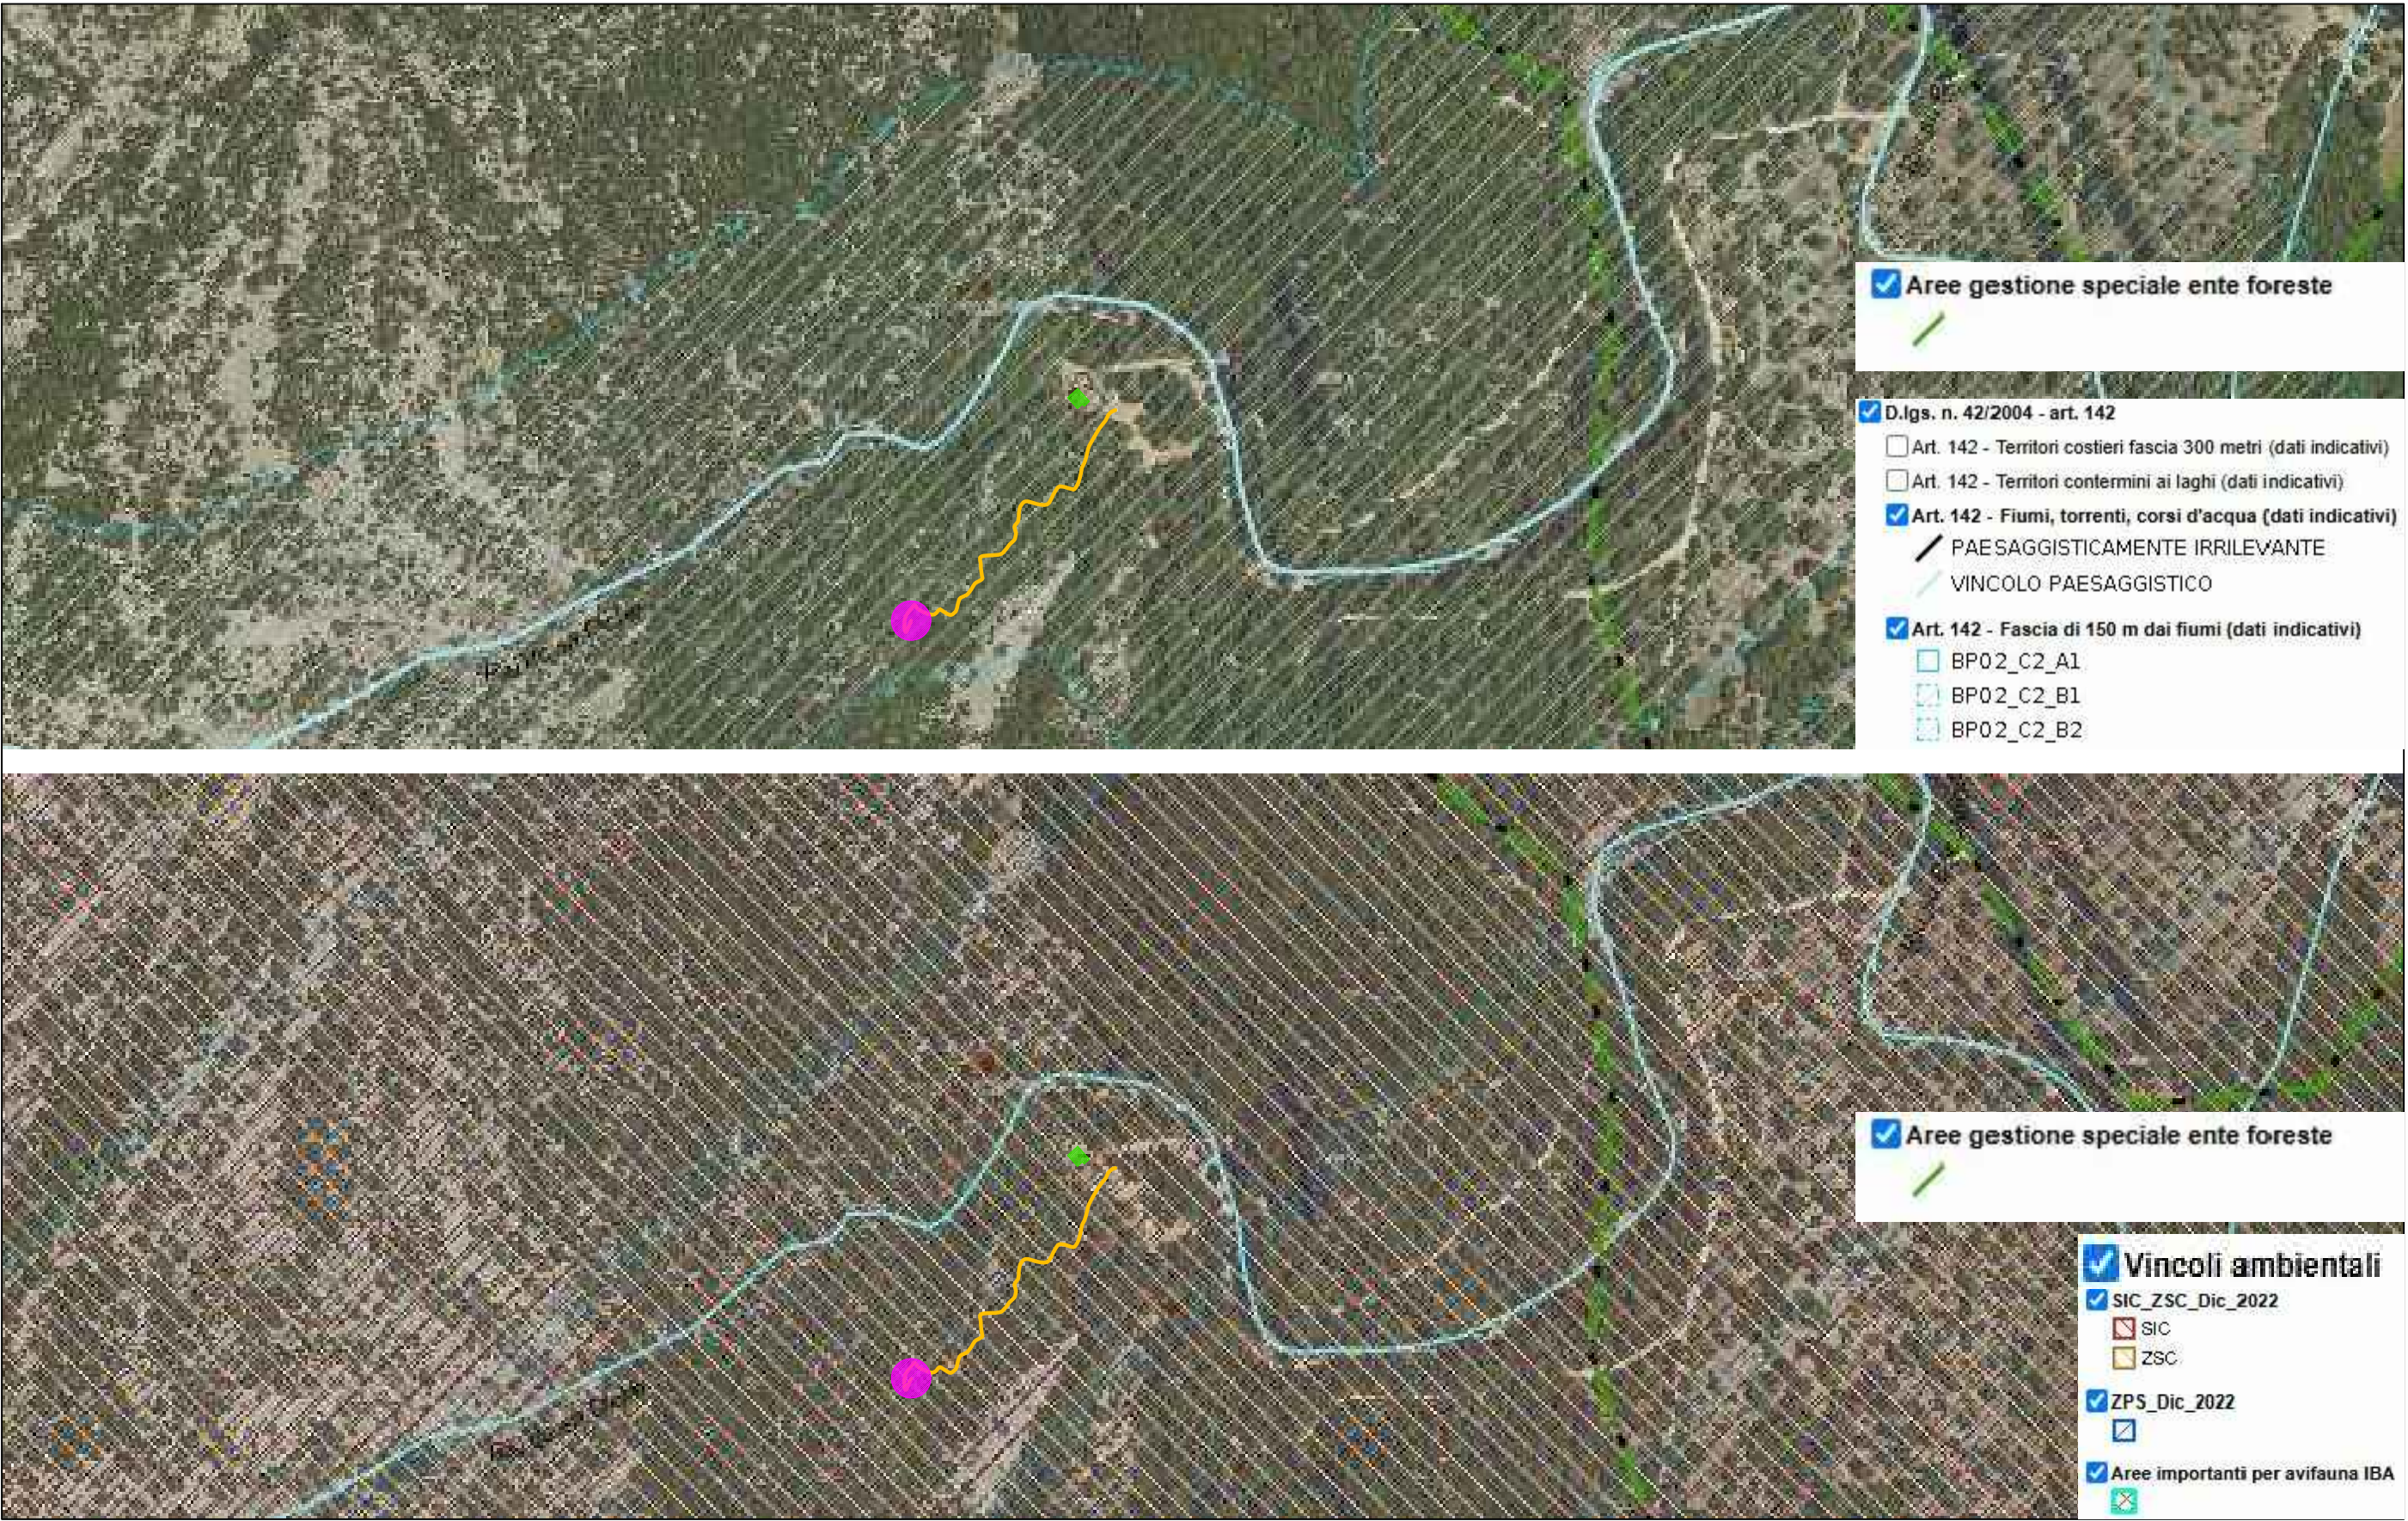 Aree gestione speciale ente foreste
D.lgs. n. 42/2004 - art. 142
Art. 142 - Territori costieri fascia 300 metri (dati indicativi)
Art. 142 - Territori contermini ai laghi (dati indicativi)
Art. 142 - Fiumi, torrenti, corsi d'acqua (dati indicativi)
PAESAGGISTICAMENTE IRRILEVANTE
VINCOLO PAESAGGISTICO
Art. 142 - Fascia di 150 m dai fiumi (dati indicativi)
BP02_C2_A1
BP02_C2_B1
BP02_C2_B2
Aree gestione speciale ente foreste
Vincoli ambientali
SIC_ZSC_Dic_2022
SIC
ZSC
ZPS_Dic_2022
Aree importanti per avifauna IBA